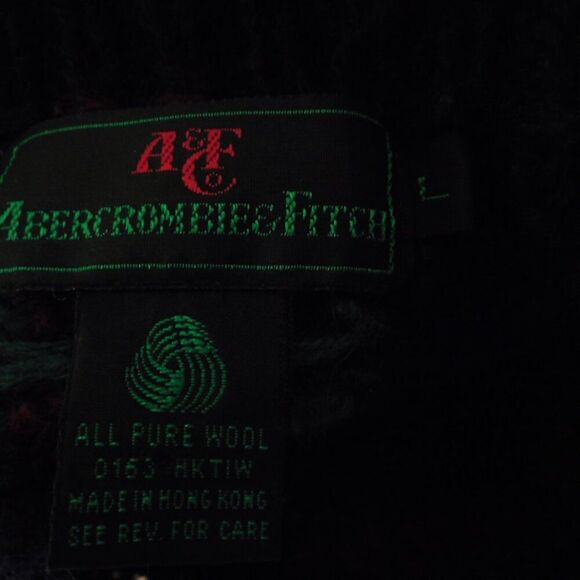 A&F Co
ABERCROMBIE & FITCH
L
ALL PURE WOOL
0153 HKTIW
MADE IN HONG KONG
SEE REV. FOR CARE